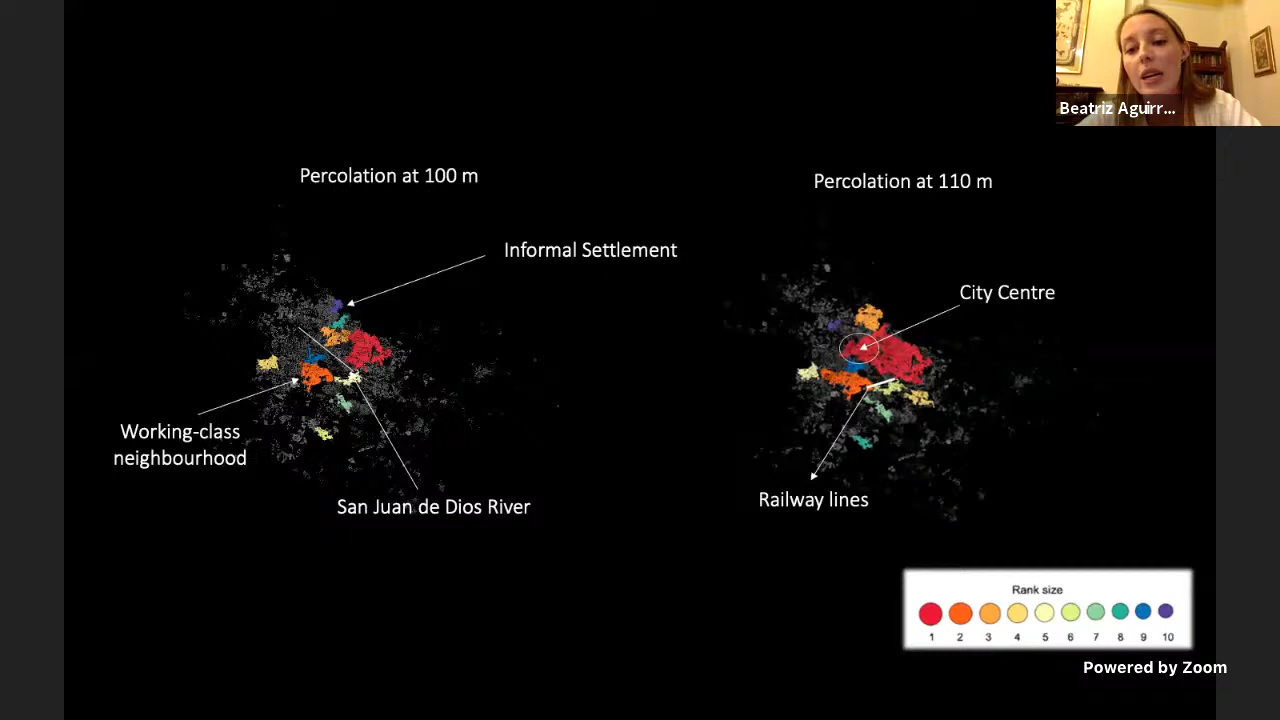 Beatriz Aguirr...
Percolation at 100 m
Percolation at 110 m
Informal Settlement
City Centre
Working-class
neighbourhood
San Juan de Dios River
Railway lines
Rank size
1 2 3 4 5 6 7 8 9 10
Powered by Zoom